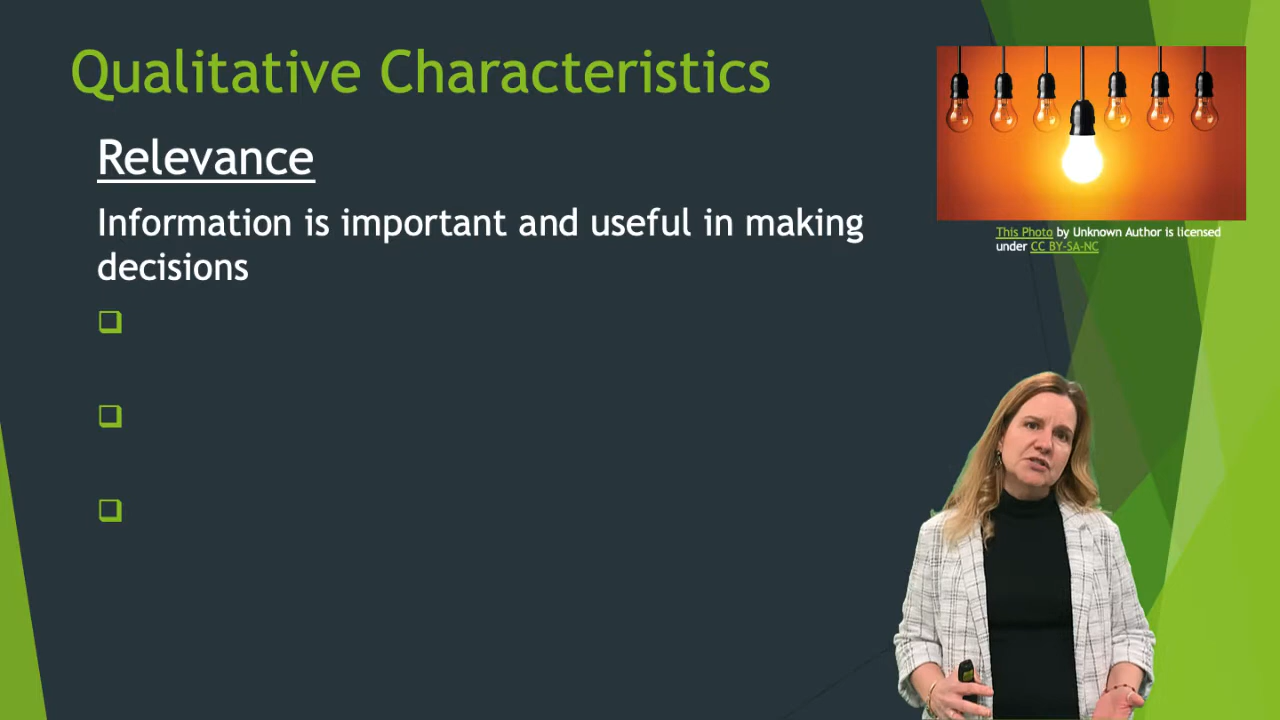 Qualitative Characteristics
Relevance
Information is important and useful in making
decisions
This Photo by Unknown Author is licensed
under CC BY-SA-NC